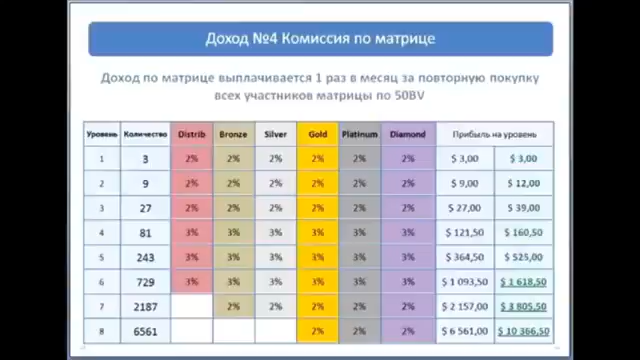 Доход №4 Комиссия по матрице
Доход по матрице выплачивается 1 раз в месяц за повторную покупку
всех участников матрицы по 50BV
Уровень Количество Distrib Bronze Silver Gold Platinum Diamond Прибыль на уровень
1 3 2% 2% 2% 2% 2% 2% $ 3,00 $ 3,00
2 9 2% 2% 2% 2% 2% 2% $ 9,00 $ 12,00
3 27 2% 2% 2% 2% 2% 2% $ 27,00 $ 39,00
4 81 3% 3% 3% 3% 3% 3% $ 121,50 $ 160,50
5 243 3% 3% 3% 3% 3% 3% $ 364,50 $ 525,00
6 729 3% 3% 3% 3% 3% 3% $ 1 093,50 $ 1 618,50
7 2187 2% 2% 2% 2% 2% $ 2 157,00 $ 3 805,50
8 6561 2% 2% 2% $ 6 561,00 $ 10 366,50